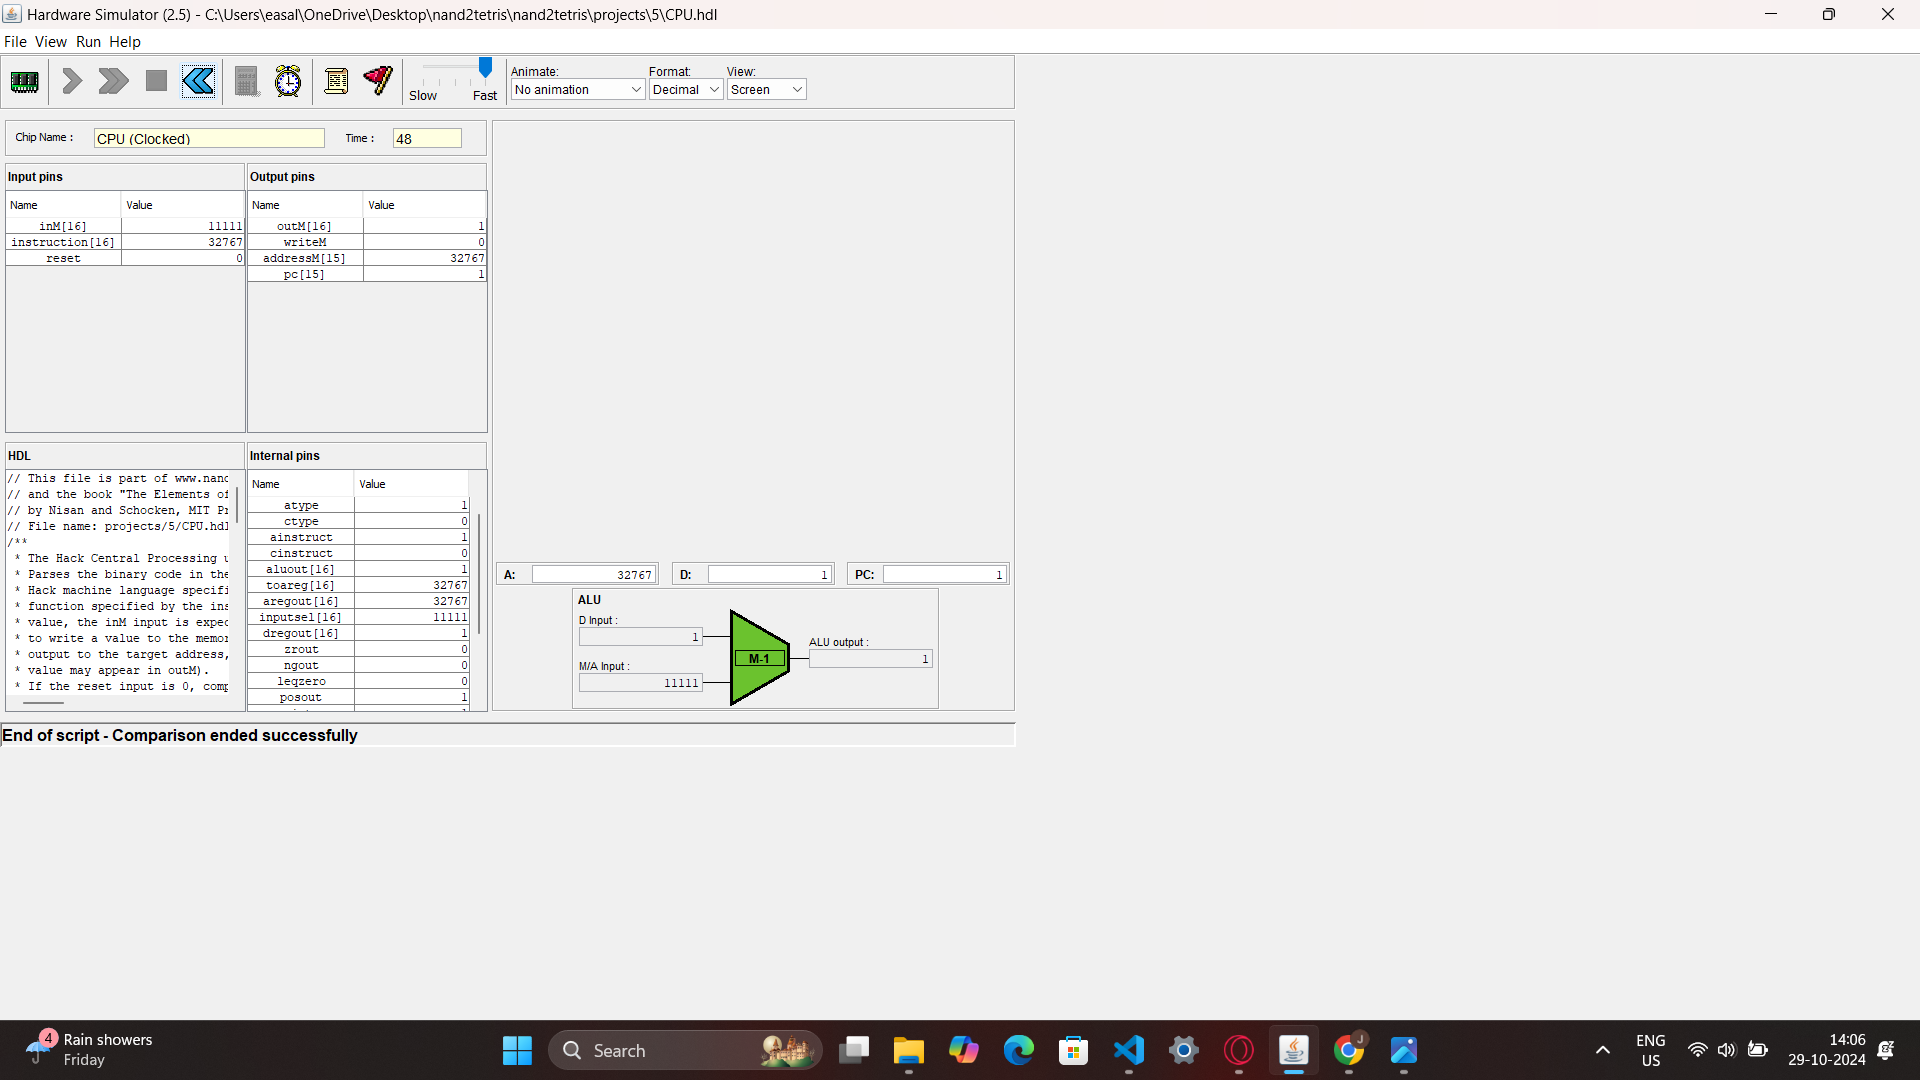 Hardware Simulator (2.5) - C:\Users\easal\OneDrive\Desktop\nand2tetris\nand2tetris\projects\5\CPU.hdl
File View Run Help
Slow Fast
Animate: Format: View:
No animation Decimal Screen
Chip Name : CPU (Clocked) Time : 48
Input pins
Name Value
inM[16] 11111
instruction[16] 32767
reset 0
Output pins
Name Value
outM[16] 1
writeM 0
addressM[15] 32767
pc[15] 1
HDL
// This file is part of www.nand
// and the book "The Elements of
// by Nisan and Schocken, MIT Pr
// File name: projects/5/CPU.hdl
/**
* The Hack Central Processing u
* Parses the binary code in the
* Hack machine language specifi
* function specified by the ins
* value, the inM input is expec
* to write a value to the memor
* output to the target address,
* value may appear in outM).
* If the reset input is 0, comp
Internal pins
Name Value
atype 1
ctype 0
ainstruct 1
cinstruct 0
aluout[16] 1
toareg[16] 32767
aregout[16] 32767
inputsel[16] 11111
dregout[16] 1
zrout 0
ngout 0
leqzero 0
posout 1
A: 32767 D: 1 PC: 1
ALU
D Input :
1
M/A Input :
11111
M-1
ALU output :
1
End of script - Comparison ended successfully
4
Rain showers
Friday
Search
J
ENG
US
14:06
29-10-2024